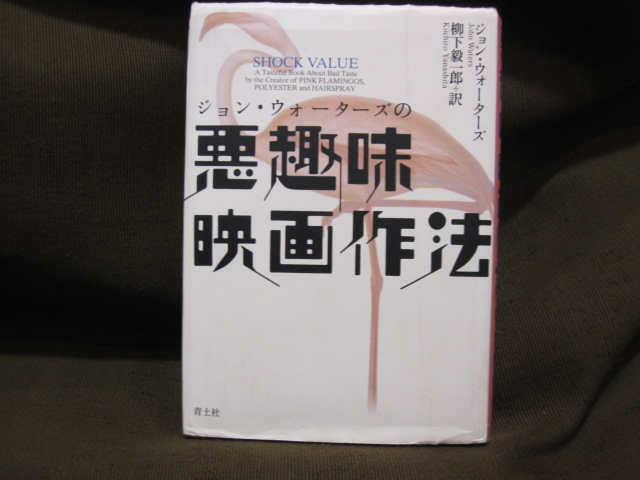 SHOCK VALUE
A Tasteful Book About Bad Taste
by the Creator of PINK FLAMINGOS,
POLYESTER and HAIRSPRAY
ジョン・ウォーターズの
悪趣味
映画作法
ジョン・ウォーターズ
John Waters
柳下毅一郎+訳
Kiichiro Yanashita
青土社